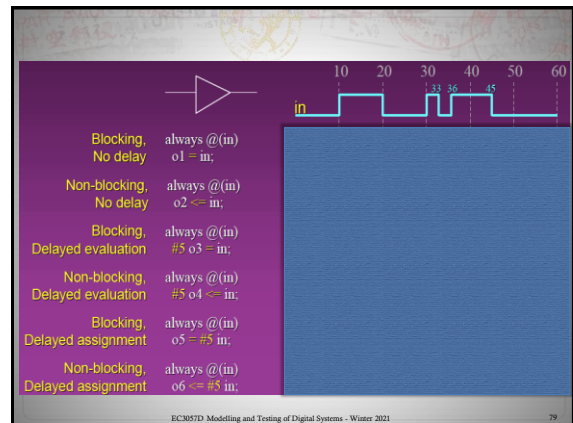 10 20 30 40 50 60
33 36 45
in
Blocking, always @(in)
No delay o1 = in;
Non-blocking, always @(in)
No delay o2 <= in;
Blocking, always @(in)
Delayed evaluation #5 o3 = in;
Non-blocking, always @(in)
Delayed evaluation #5 o4 <= in;
Blocking, always @(in)
Delayed assignment o5 = #5 in;
Non-blocking, always @(in)
Delayed assignment o6 <= #5 in;
EC3057D Modelling and Testing of Digital Systems - Winter 2021 79